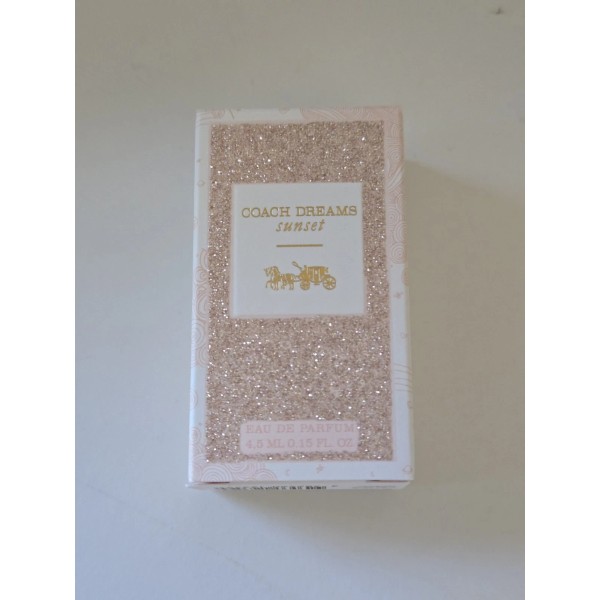 COACH DREAMS
sunset
EAU DE PARFUM
4.5 ML 0.15 FL. OZ